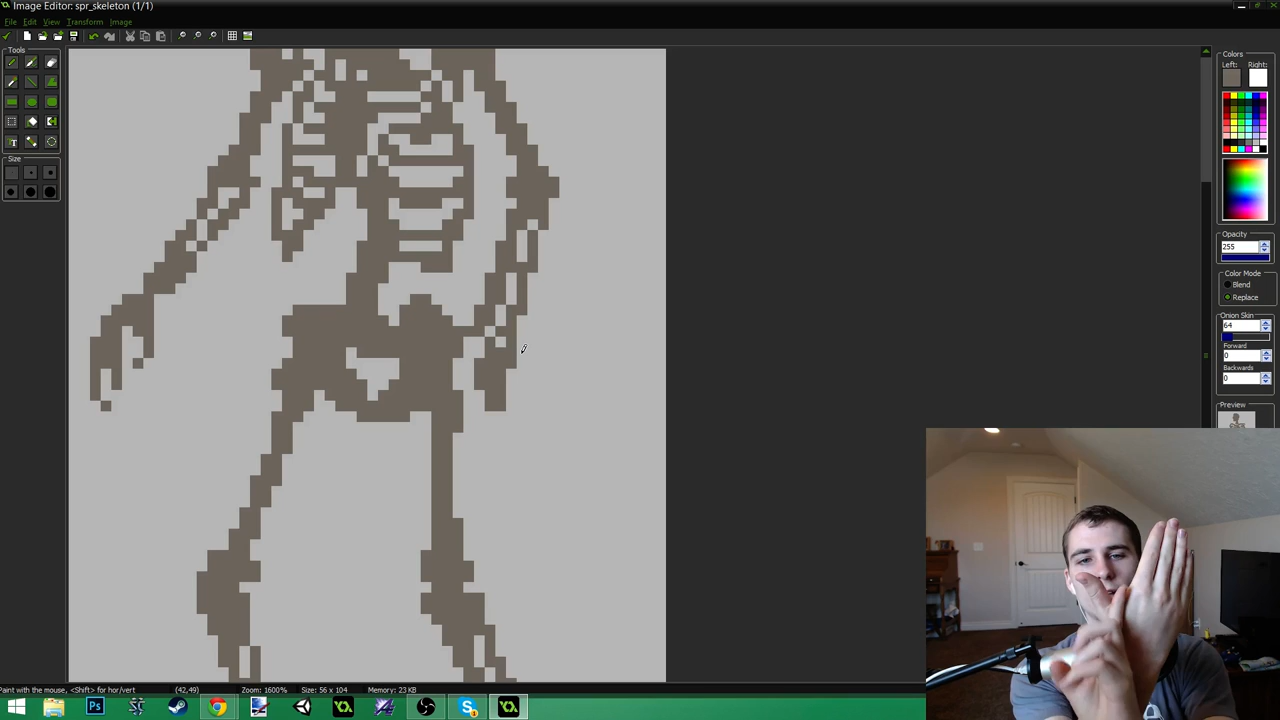 Image Editor: spr_skeleton (1/1)
File Edit View Transform Image
Tools
Size
Colors
Left: Right:
Opacity
255
Color Mode
Blend
Replace
Onion Skin
64
Forward
0
Backwards
0
Preview
Paint with the mouse, <Shift> for hor/vert
(42,49)
Zoom: 1600%
Size: 56 x 104
Memory: 23 KB